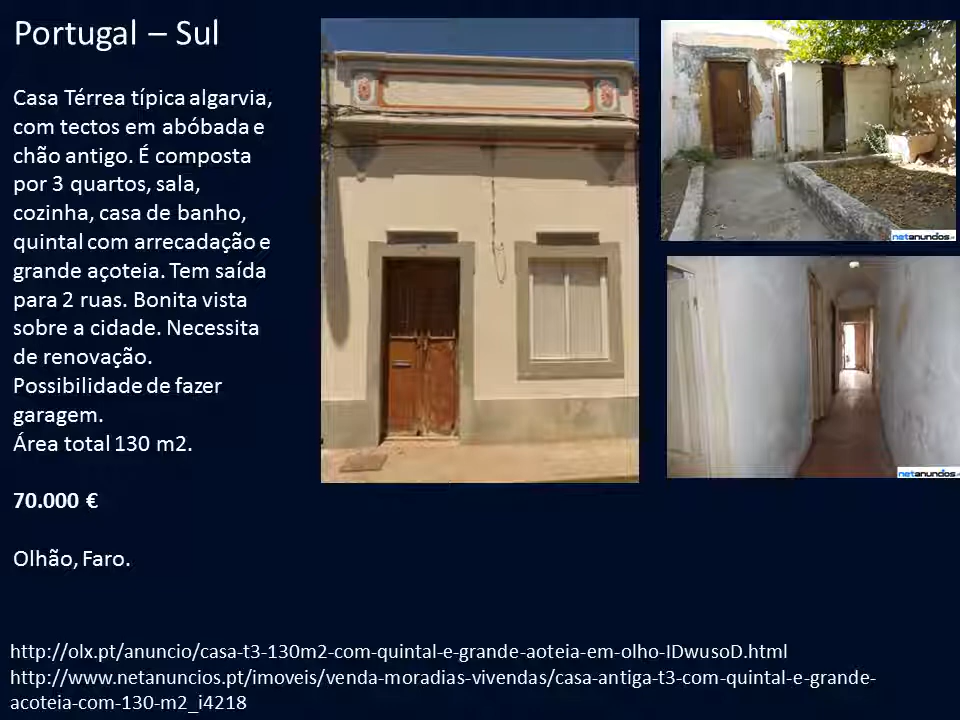 Portugal – Sul
Casa Térrea típica algarvia,
com tectos em abóbada e
chão antigo. É composta
por 3 quartos, sala,
cozinha, casa de banho,
quintal com arrecadação e
grande açoteia. Tem saída
para 2 ruas. Bonita vista
sobre a cidade. Necessita
de renovação.
Possibilidade de fazer
garagem.
Área total 130 m2.
70.000 €
Olhão, Faro.
netanundos
netanundos
http://olx.pt/anuncio/casa-t3-130m2-com-quintal-e-grande-aoteia-em-olho-IDwusoD.html
http://www.netanuncios.pt/imoveis/venda-moradias-vivendas/casa-antiga-t3-com-quintal-e-grande-
acoteia-com-130-m2_i4218